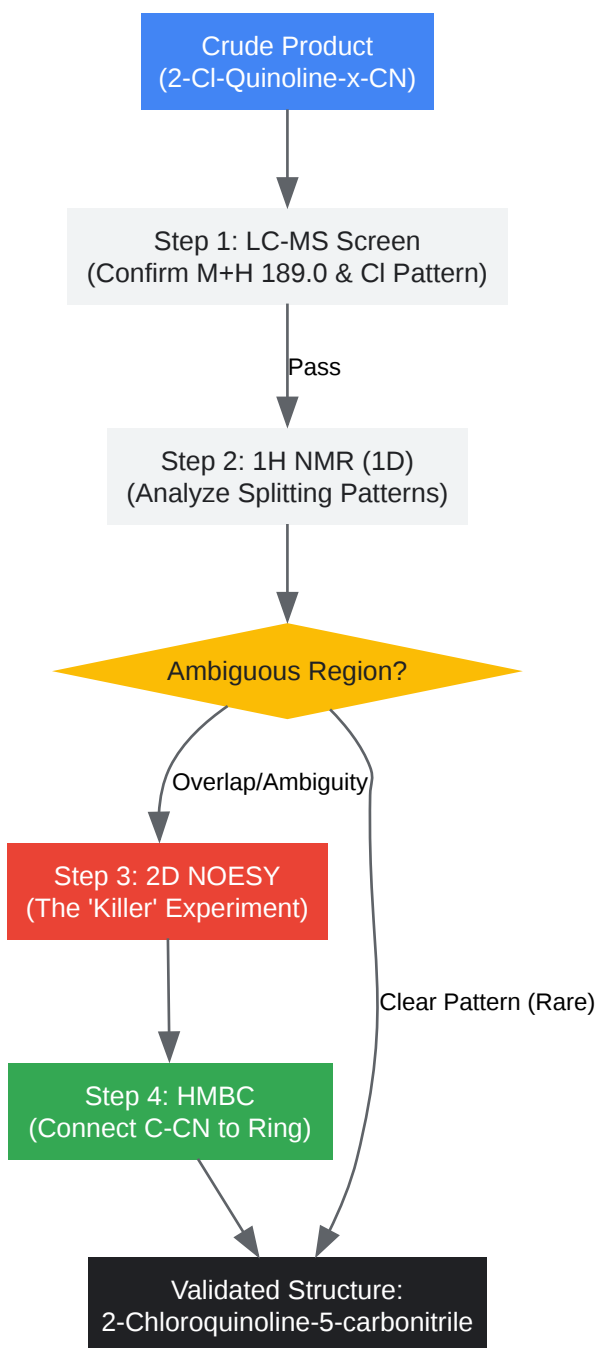 Crude Product
(2-Cl-Quinoline-x-CN)
Step 1: LC-MS Screen
(Confirm M+H 189.0 & Cl Pattern)
Pass
Step 2: 1H NMR (1D)
(Analyze Splitting Patterns)
Ambiguous Region?
Overlap/Ambiguity
Step 3: 2D NOESY
(The 'Killer' Experiment)
Clear Pattern (Rare)
Step 4: HMBC
(Connect C-CN to Ring)
Validated Structure:
2-Chloroquinoline-5-carbonitrile